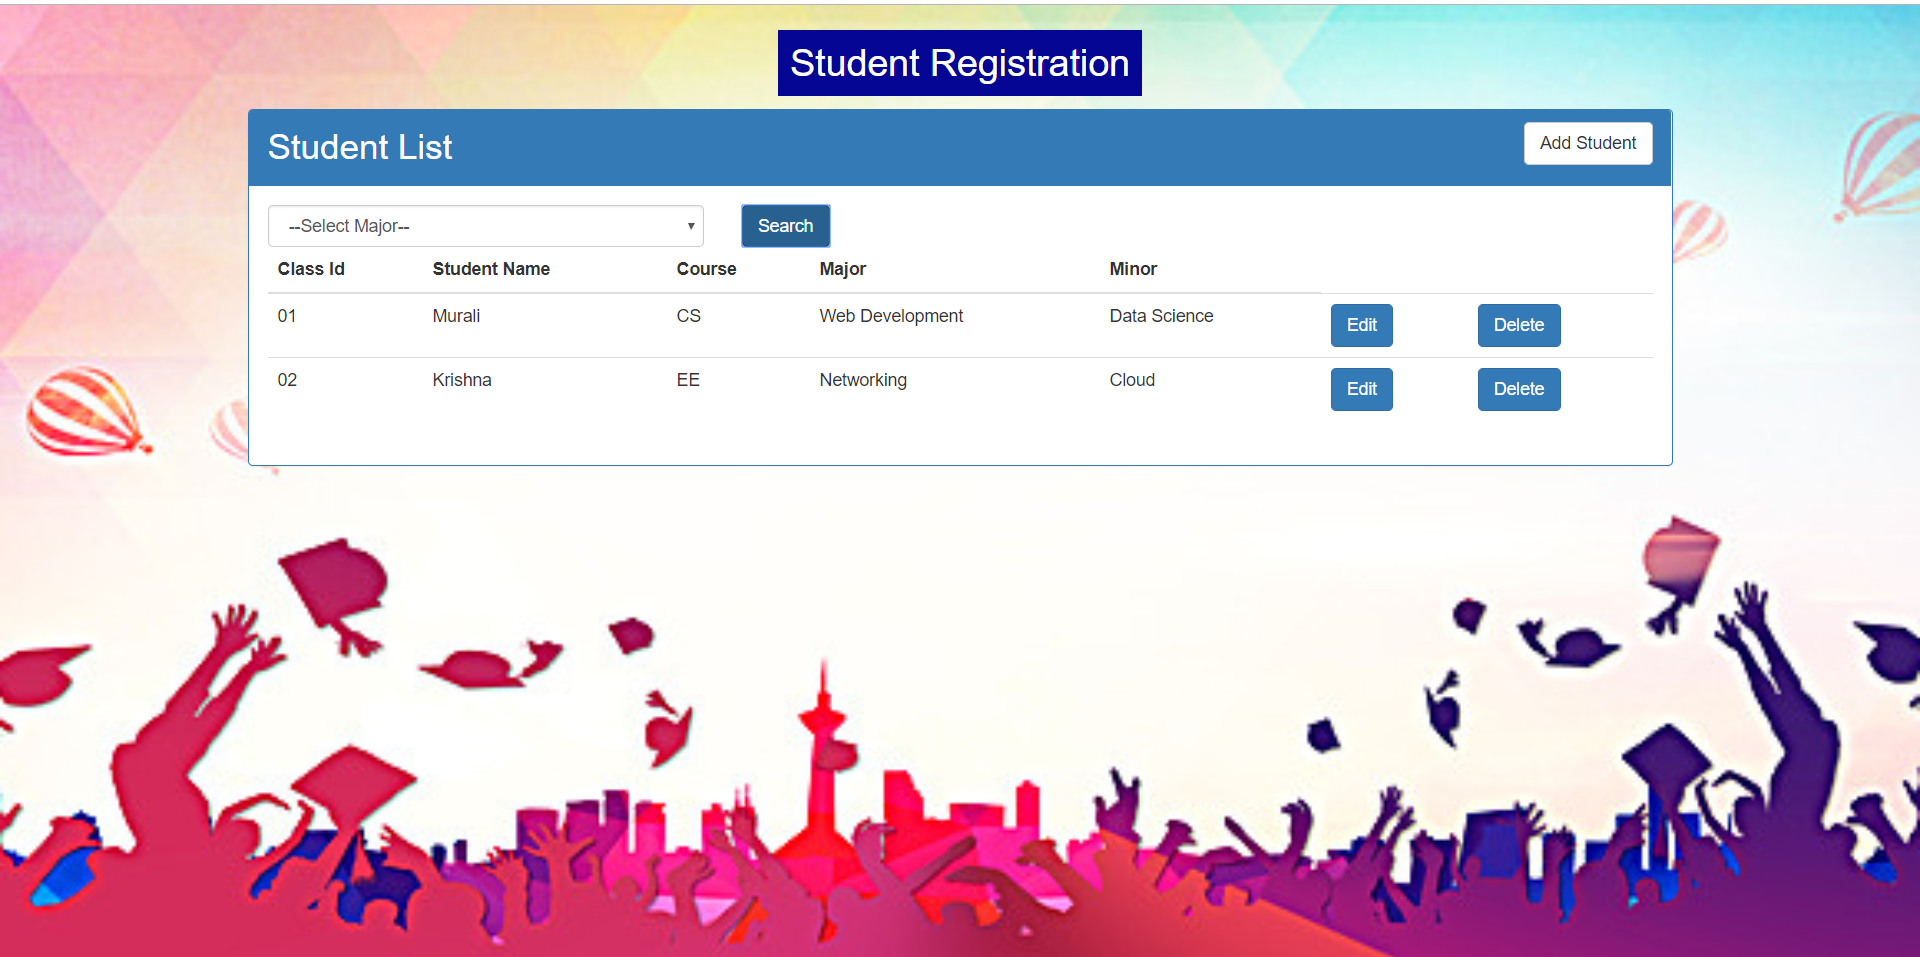 Student Registration
Student List
Add Student
--Select Major--
Search
Class Id Student Name Course Major Minor
01 Murali CS Web Development Data Science Edit Delete
02 Krishna EE Networking Cloud Edit Delete